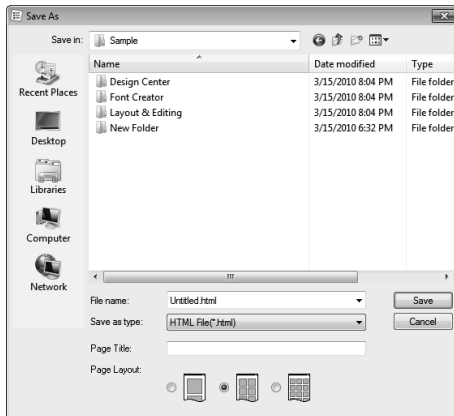 Save As
Save in: Sample
Name Date modified Type
Design Center 3/15/2010 8:04 PM File folder
Font Creator 3/15/2010 8:04 PM File folder
Layout & Editing 3/15/2010 8:04 PM File folder
New Folder 3/15/2010 6:32 PM File folder
Recent Places
Desktop
Libraries
Computer
Network
File name: Untitled.html Save
Save as type: HTML File(*.html) Cancel
Page Title:
Page Layout: